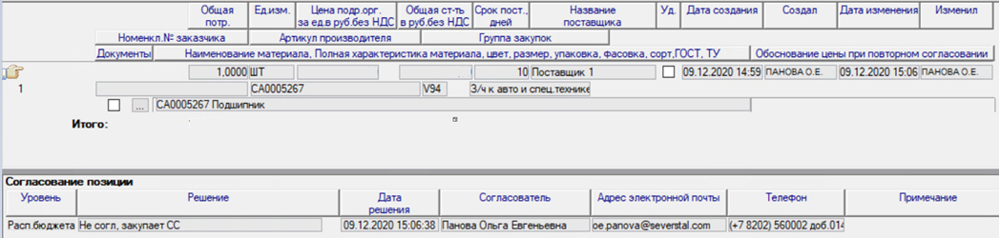 Общая потр. Ед.изм. Цена подр.орг. за ед.в руб.без НДС Общая ст-ть в руб.без НДС Срок пост., дней Название поставщика Уд. Дата создания Создал Дата изменения Изменил
Номенкл.№ заказчика Артикул производителя Группа закупок
Документы Наименование материала, Полная характеристика материала, цвет, размер, упаковка, фасовка, сорт,ГОСТ, ТУ Обоснование цены при повторном согласовании
1,0000 ШТ 10 Поставщик 1 09.12.2020 14:59 ПАНОВА О.Е. 09.12.2020 15:06 ПАНОВА О.Е.
1 СА0005267 V94 З/ч к авто и спец.технике
... СА0005267 Подшипник
Итого:
Согласование позиции
Уровень Решение Дата решения Согласователь Адрес электронной почты Телефон Примечание
Расп.бюджета Не согл, закупает СС 09.12.2020 15:06:38 Панова Ольга Евгеньевна oe.panova@severstal.com (+7 8202) 560002 доб.014